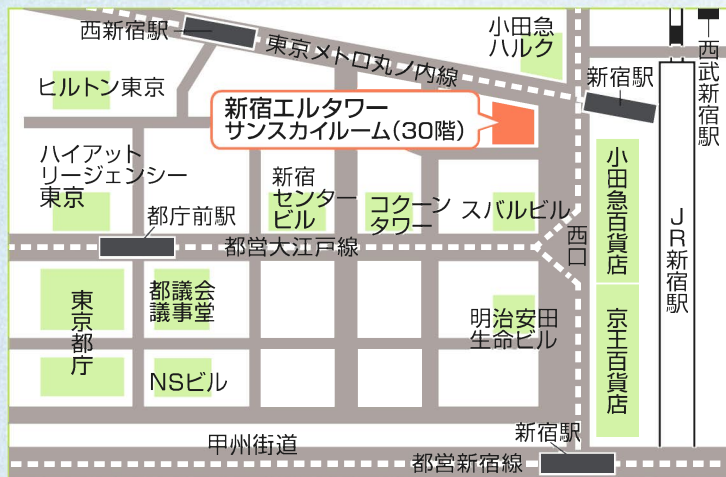 西新宿駅
東京メトロ丸ノ内線
小田急
ハルク
西武新宿駅
ヒルトン東京
新宿駅
新宿エルタワー
サンスカイルーム(30階)
ハイアット
リージェンシー
東京
新宿
センター
ビル
コクーン
タワー
スバルビル
小田急百貨店
JR新宿駅
都庁前駅
都営大江戸線
西口
東京都庁
都議会
議事堂
明治安田
生命ビル
京王百貨店
NSビル
甲州街道
新宿駅
都営新宿線